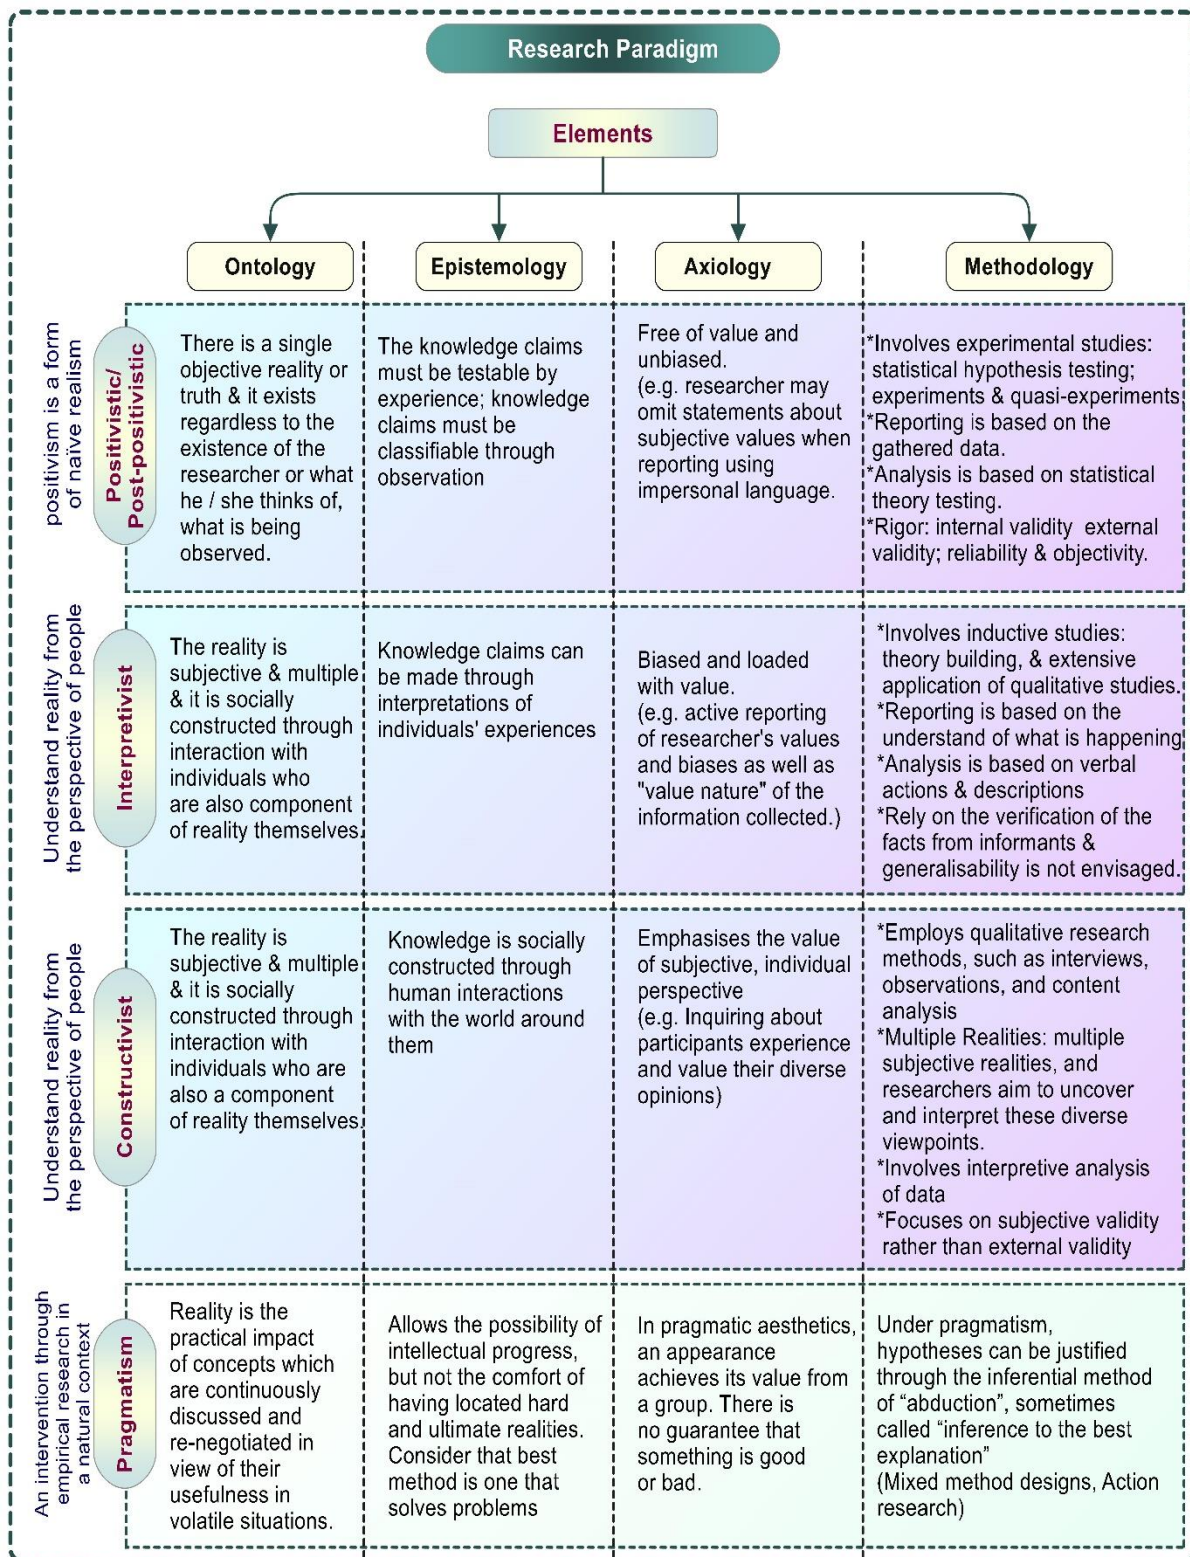 Research Paradigm
Elements
Ontology
Epistemology
Axiology
Methodology
positivism is a form
of naïve realism
Positivistic/
Post-positivistic
There is a single
objective reality or
truth & it exists
regardless to the
existence of the
researcher or what
he / she thinks of,
what is being
observed.
The knowledge claims
must be testable by
experience; knowledge
claims must be
classifiable through
observation
Free of value and
unbiased.
(e.g. researcher may
omit statements about
subjective values when
reporting using
impersonal language.
*Involves experimental studies:
statistical hypothesis testing;
experiments & quasi-experiments
*Reporting is based on the
gathered data.
*Analysis is based on statistical
theory testing.
*Rigor: internal validity external
validity; reliability & objectivity.
Understand reality from
the perspective of people
Interpretivist
The reality is
subjective & multiple
& it is socially
constructed through
interaction with
individuals who
are also component
of reality themselves.
Knowledge claims can
be made through
interpretations of
individuals' experiences
Biased and loaded
with value.
(e.g. active reporting
of researcher's values
and biases as well as
"value nature" of the
information collected.)
*Involves inductive studies:
theory building, & extensive
application of qualitative studies.
*Reporting is based on the
understand of what is happening
*Analysis is based on verbal
actions & descriptions
*Rely on the verification of the
facts from informants &
generalisability is not envisaged.
Understand reality from
the perspective of people
Constructivist
The reality is
subjective & multiple
& it is socially
constructed through
interaction with
individuals who are
also a component
of reality themselves.
Knowledge is socially
constructed through
human interactions
with the world around
them
Emphasises the value
of subjective, individual
perspective
(e.g. Inquiring about
participants experience
and value their diverse
opinions)
*Employs qualitative research
methods, such as interviews,
observations, and content
analysis
*Multiple Realities: multiple
subjective realities, and
researchers aim to uncover
and interpret these diverse
viewpoints.
*Involves interpretive analysis
of data
*Focuses on subjective validity
rather than external validity
An intervention through
empirical research in
a natural context
Pragmatism
Reality is the
practical impact
of concepts which
are continuously
discussed and
re-negotiated in
view of their
usefulness in
volatile situations.
Allows the possibility of
intellectual progress,
but not the comfort of
having located hard
and ultimate realities.
Consider that best
method is one that
solves problems
In pragmatic aesthetics,
an appearance
achieves its value from
a group. There is
no guarantee that
something is good
or bad.
Under pragmatism,
hypotheses can be justified
through the inferential method
of “abduction”, sometimes
called “inference to the best
explanation”
(Mixed method designs, Action
research)